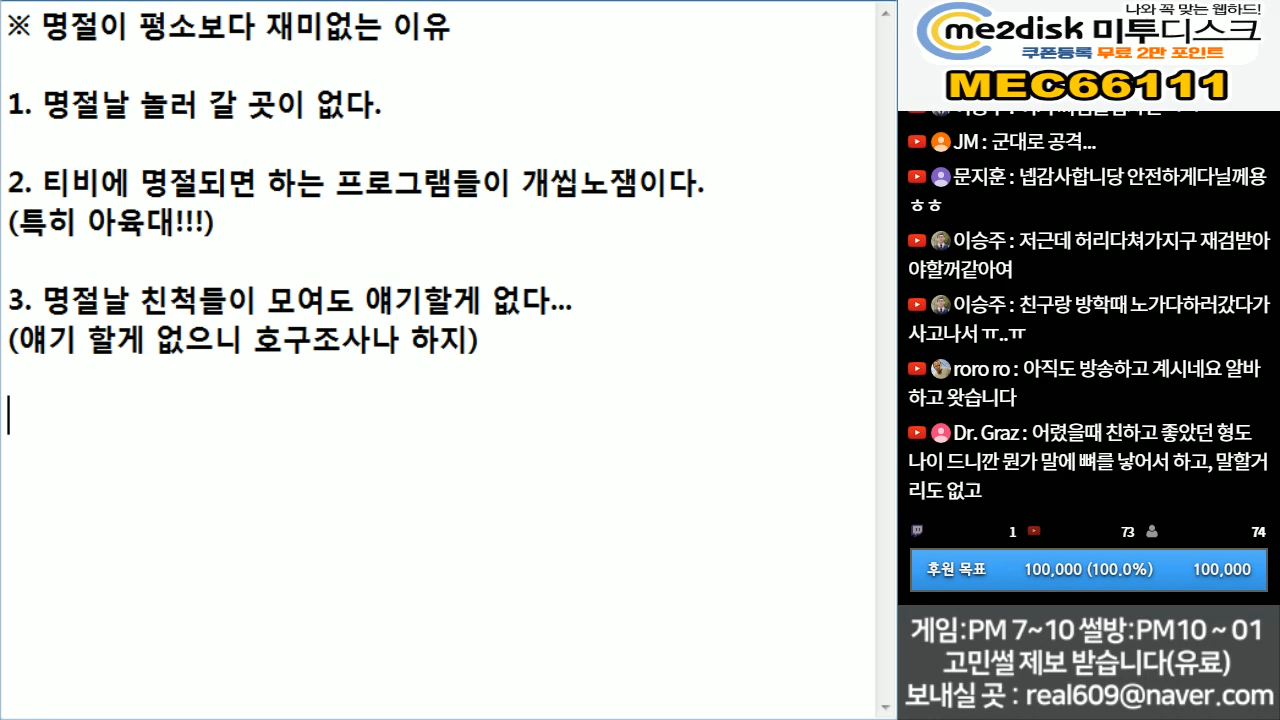 ※ 명절이 평소보다 재미없는 이유
1. 명절날 놀러 갈 곳이 없다.
2. 티비에 명절되면 하는 프로그램들이 개씹노잼이다.
(특히 아육대!!!)
3. 명절날 친척들이 모여도 얘기할게 없다...
(얘기 할게 없으니 호구조사나 하지)
나와 꼭 맞는 웹하드!
me2disk 미투디스크
쿠폰등록 무료 2만 포인트
MEC66111
JM : 군대로 공격...
문지훈 : 넵감사합니당 안전하게다닐께용
ㅎㅎ
이승주 : 저근데 허리다쳐가지구 재검받아
야할꺼같아여
이승주 : 친구랑 방학때 노가다하러갔다가
사고나서 ㅠ..ㅠ
roro ro : 아직도 방송하고 계시네요 알바
하고 왓습니다
Dr. Graz : 어렸을때 친하고 좋았던 형도
나이 드니깐 뭔가 말에 뼈를 낳어서 하고, 말할거
리도 없고
1 73 74
후원 목표 100,000 (100.0%) 100,000
게임:PM 7~10 썰방:PM10 ~ 01
고민썰 제보 받습니다(유료)
보내실 곳 : real609@naver.com